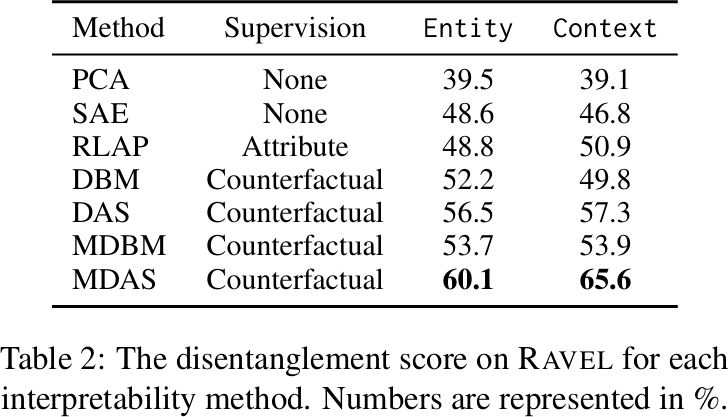 Method Supervision Entity Context
PCA None 39.5 39.1
SAE None 48.6 46.8
RLAP Attribute 48.8 50.9
DBM Counterfactual 52.2 49.8
DAS Counterfactual 56.5 57.3
MDBM Counterfactual 53.7 53.9
MDAS Counterfactual 60.1 65.6
Table 2: The disentanglement score on RAVEL for each
interpretability method. Numbers are represented in %.